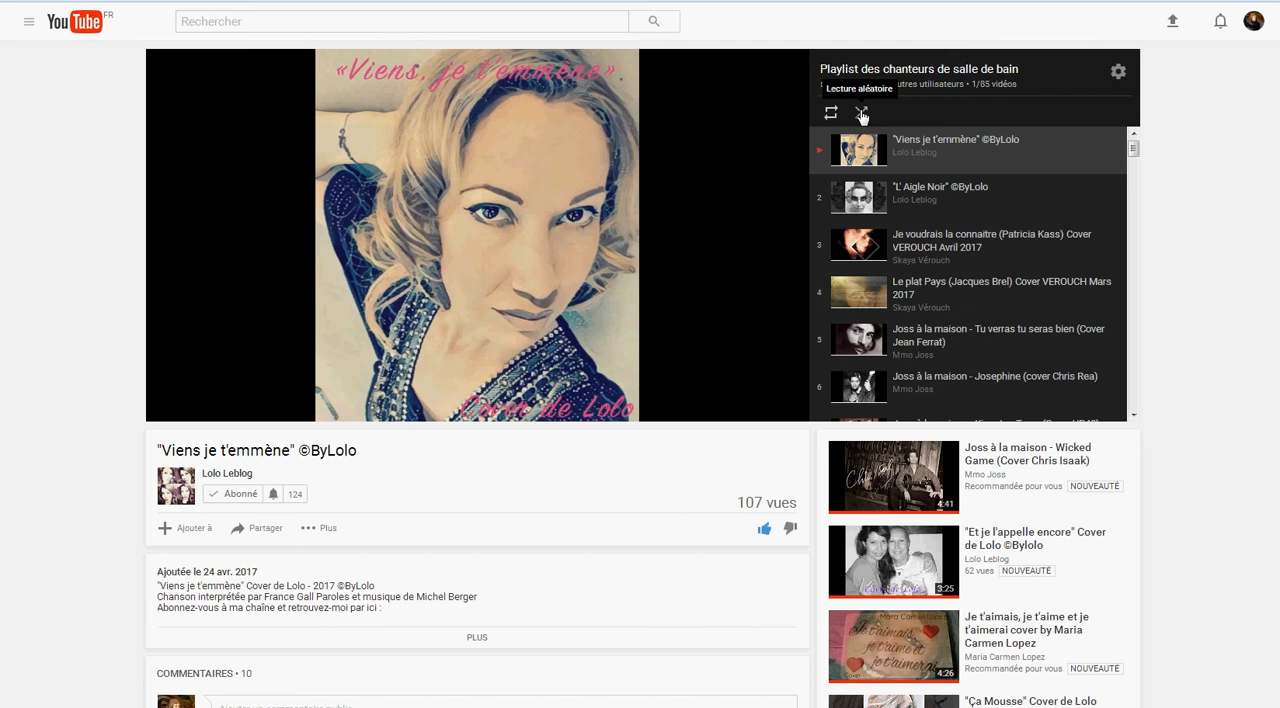 YouTube FR
Rechercher
«Viens, je t'emmène»
Cover de Lolo
Playlist des chanteurs de salle de bain
utres utilisateurs • 1/85 vidéos
Lecture aléatoire
"Viens je t'emmène" ©ByLolo
Lolo Leblog
2
"L' Aigle Noir" ©ByLolo
Lolo Leblog
3
Je voudrais la connaitre (Patricia Kass) Cover
VEROUCH Avril 2017
Skaya Vérouch
4
Le plat Pays (Jacques Brel) Cover VEROUCH Mars
2017
Skaya Vérouch
5
Joss à la maison - Tu verras tu seras bien (Cover
Jean Ferrat)
Mmo Joss
6
Joss à la maison - Josephine (cover Chris Rea)
Mmo Joss
"Viens je t'emmène" ©ByLolo
Lolo Leblog
Abonné 124
107 vues
Ajouter à Partager Plus
Ajoutée le 24 avr. 2017
"Viens je t'emmène" Cover de Lolo - 2017 ©ByLolo
Chanson interprétée par France Gall Paroles et musique de Michel Berger
Abonnez-vous à ma chaîne et retrouvez-moi par ici :
PLUS
COMMENTAIRES • 10
Joss à la maison - Wicked
Game (Cover Chris Isaak)
Mmo Joss
Recommandée pour vous NOUVEAUTÉ
4:41
"Et je l'appelle encore" Cover
de Lolo ©Bylolo
Lolo Leblog
62 vues NOUVEAUTÉ
3:25
Je t'aimais, je t'aime et je
t'aimerai cover by Maria
Carmen Lopez
Maria Carmen Lopez
Recommandée pour vous NOUVEAUTÉ
Maria Carmen Lopez
Je t'aimais,
je t'aime et
je t'aimerai
4:26
"Ça Mousse" Cover de Lolo